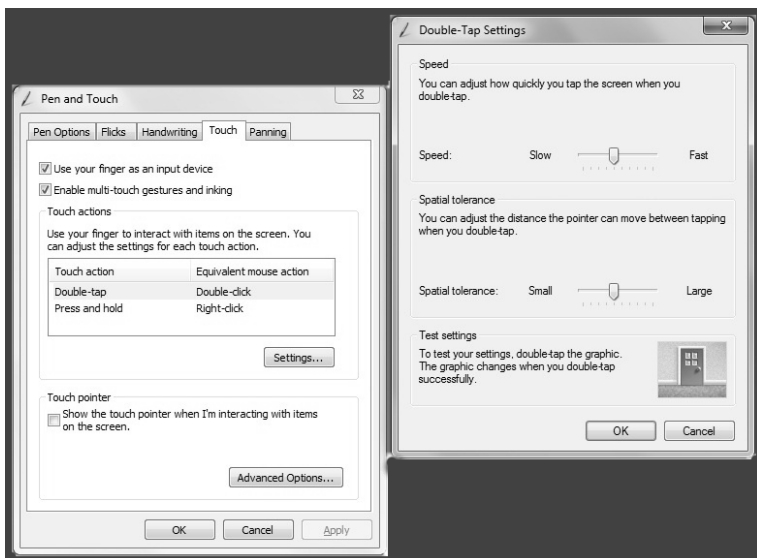 Pen and Touch
Pen Options Flicks Handwriting Touch Panning
Use your finger as an input device
Enable multi-touch gestures and inking
Touch actions
Use your finger to interact with items on the screen. You
can adjust the settings for each touch action.
Touch action Equivalent mouse action
Double-tap Double-click
Press and hold Right-click
Settings...
Touch pointer
Show the touch pointer when I'm interacting with items
on the screen.
Advanced Options...
OK Cancel Apply
Double-Tap Settings
Speed
You can adjust how quickly you tap the screen when you
double-tap.
Speed: Slow Fast
Spatial tolerance
You can adjust the distance the pointer can move between tapping
when you double-tap.
Spatial tolerance: Small Large
Test settings
To test your settings, double-tap the graphic.
The graphic changes when you double-tap
successfully.
OK Cancel